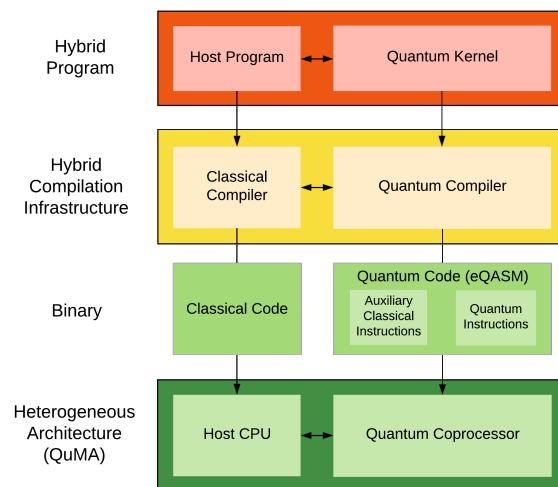 Hybrid
Program
Host Program
Quantum Kernel
Hybrid
Compilation
Infrastructure
Classical
Compiler
Quantum Compiler
Binary
Classical Code
Quantum Code (eQASM)
Auxiliary
Classical
Instructions
Quantum
Instructions
Heterogeneous
Architecture
(QuMA)
Host CPU
Quantum Coprocessor